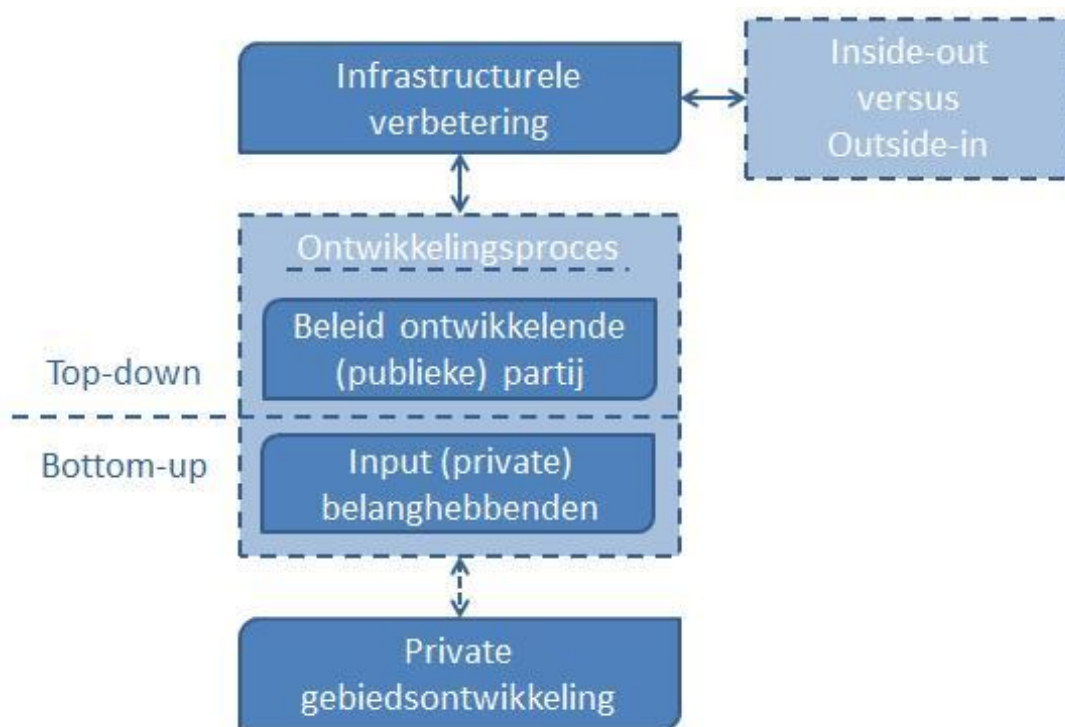 Infrastructurele
verbetering
Inside-out
versus
Outside-in
Ontwikkelingsproces
Beleid ontwikkelende
(publieke) partij
Top-down
Bottom-up
Input (private)
belanghebbenden
Private
gebiedsontwikkeling